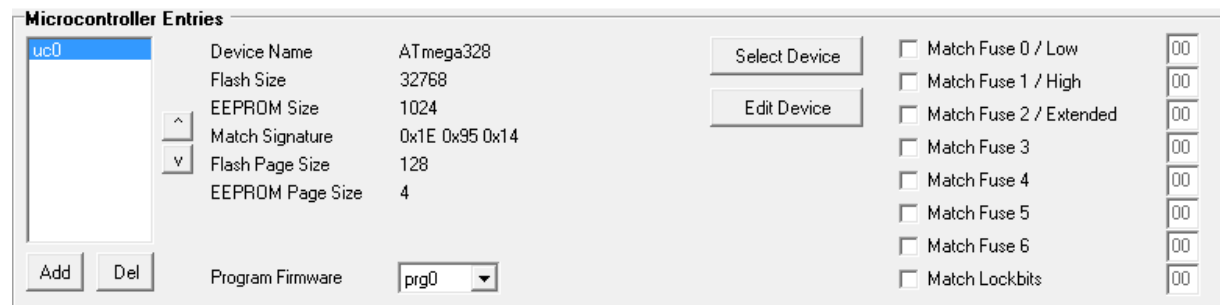 Microcontroller Entries
uc0
Device Name ATmega328
Flash Size 32768
EEPROM Size 1024
Match Signature 0x1E 0x95 0x14
Flash Page Size 128
EEPROM Page Size 4
^
v
Add Del
Program Firmware prg0
Select Device
Edit Device
Match Fuse 0 / Low 00
Match Fuse 1 / High 00
Match Fuse 2 / Extended 00
Match Fuse 3 00
Match Fuse 4 00
Match Fuse 5 00
Match Fuse 6 00
Match Lockbits 00